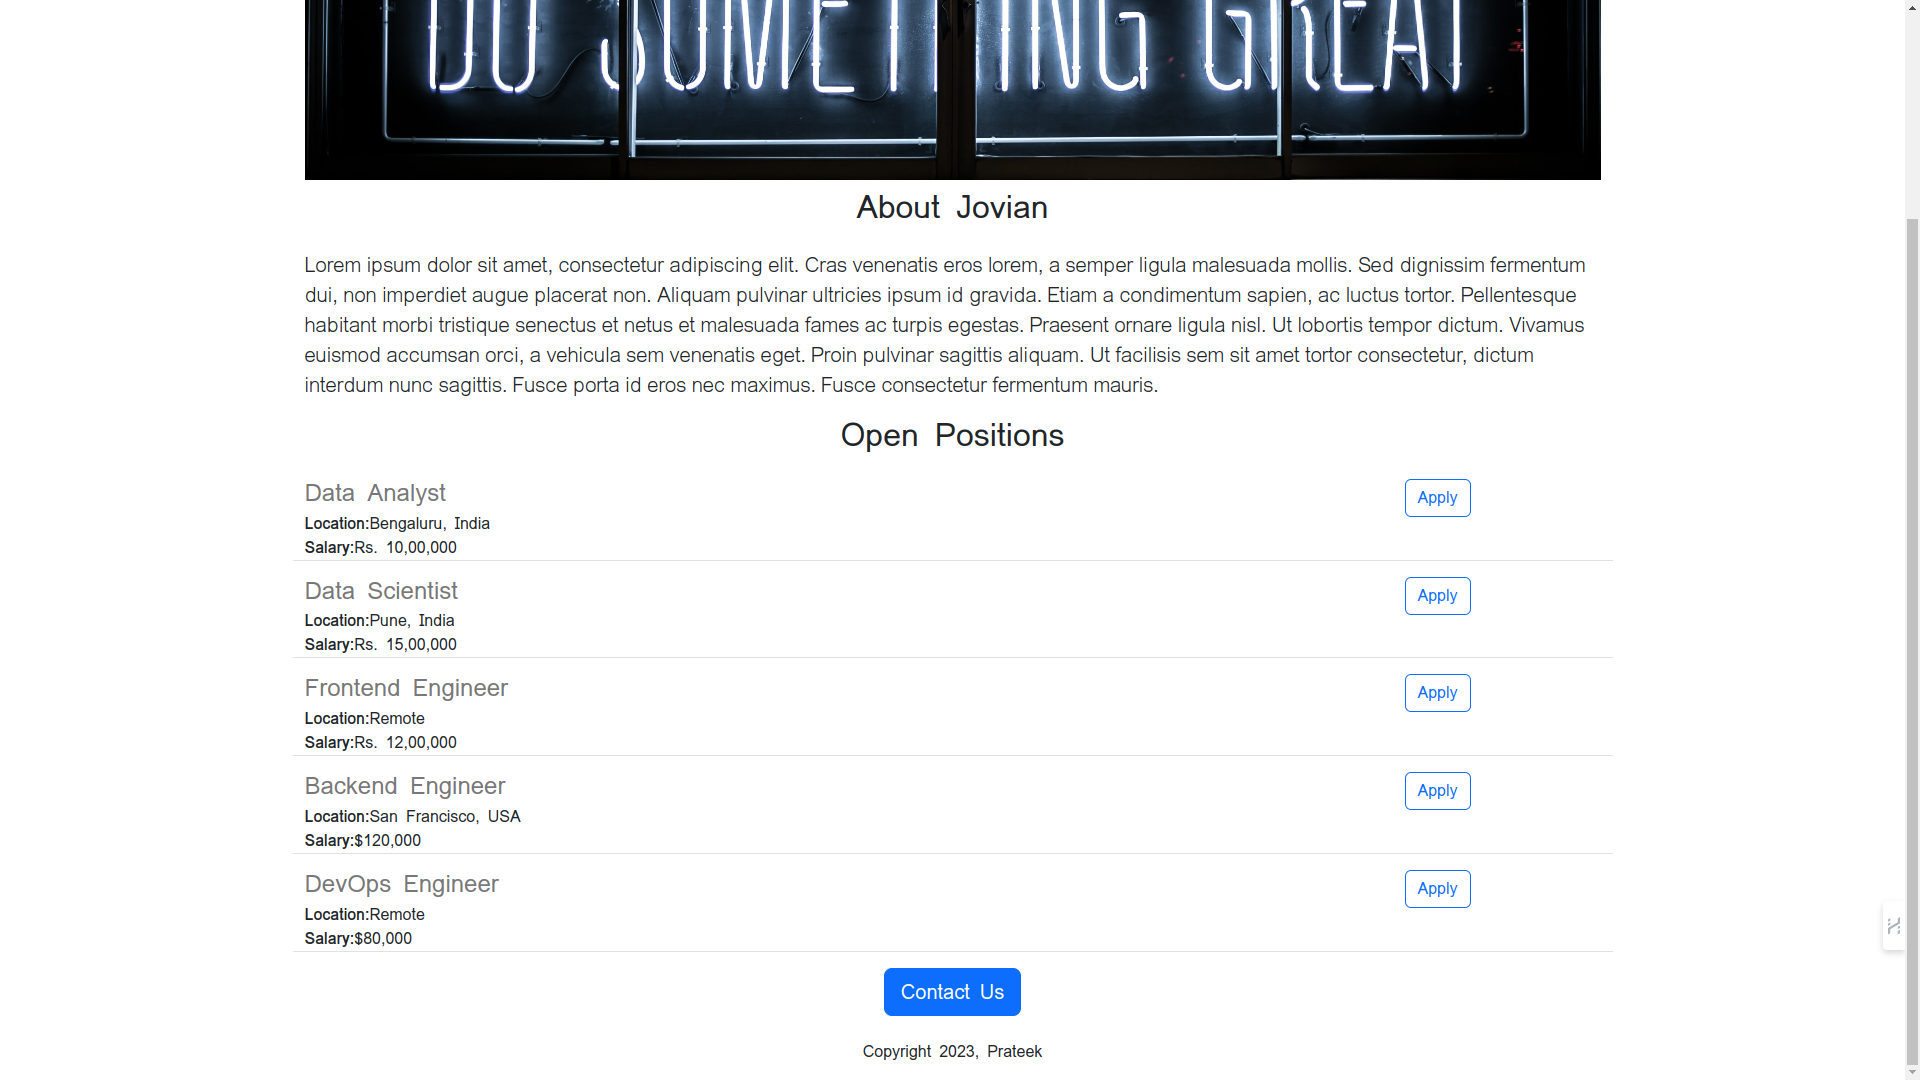 DO SOMETHING GREAT
About Jovian
Lorem ipsum dolor sit amet, consectetur adipiscing elit. Cras venenatis eros lorem, a semper ligula malesuada mollis. Sed dignissim fermentum
dui, non imperdiet augue placerat non. Aliquam pulvinar ultricies ipsum id gravida. Etiam a condimentum sapien, ac luctus tortor. Pellentesque
habitant morbi tristique senectus et netus et malesuada fames ac turpis egestas. Praesent ornare ligula nisl. Ut lobortis tempor dictum. Vivamus
euismod accumsan orci, a vehicula sem venenatis eget. Proin pulvinar sagittis aliquam. Ut facilisis sem sit amet tortor consectetur, dictum
interdum nunc sagittis. Fusce porta id eros nec maximus. Fusce consectetur fermentum mauris.
Open Positions
Data Analyst
Apply
Location:Bengaluru, India
Salary:Rs. 10,00,000
Data Scientist
Apply
Location:Pune, India
Salary:Rs. 15,00,000
Frontend Engineer
Apply
Location:Remote
Salary:Rs. 12,00,000
Backend Engineer
Apply
Location:San Francisco, USA
Salary:$120,000
DevOps Engineer
Apply
Location:Remote
Salary:$80,000
Contact Us
Copyright 2023, Prateek